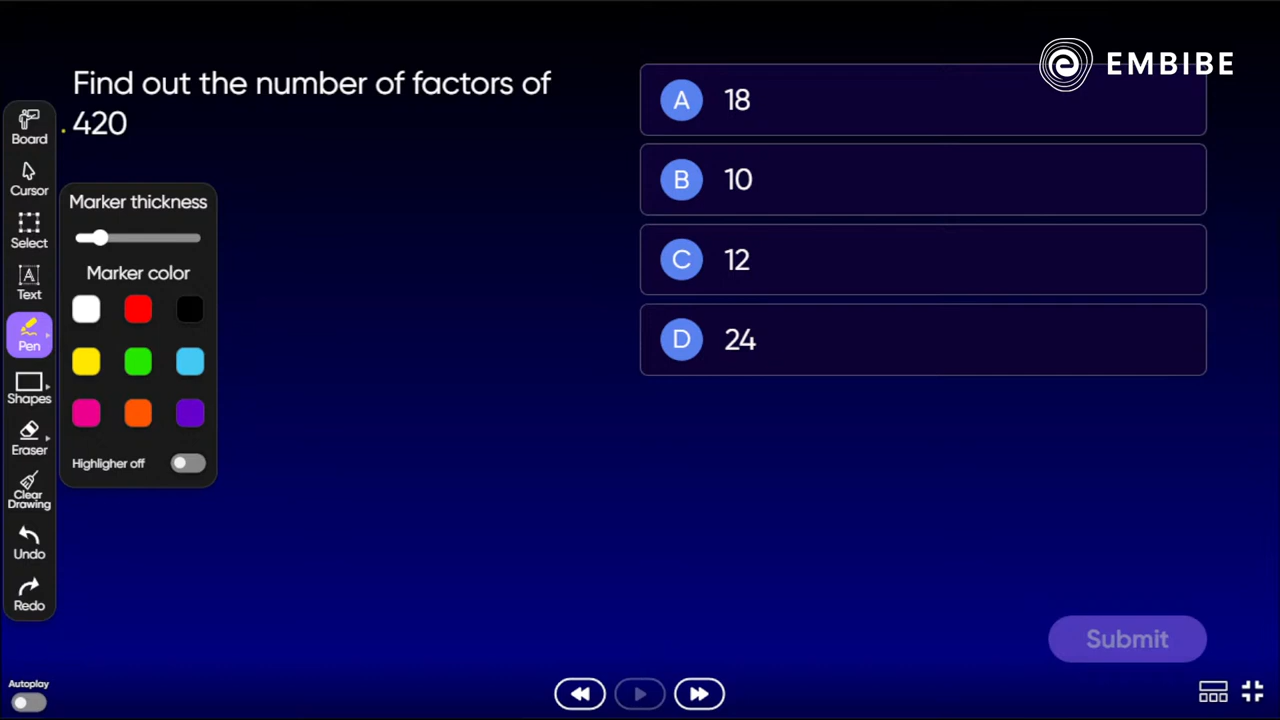 EMBIBE
Find out the number of factors of
420
A 18
B 10
C 12
D 24
Board
Cursor
Select
A
Text
Pen
Shapes
Eraser
Clear
Drawing
Undo
Redo
Marker thickness
Marker color
Highligher off
Submit
Autoplay